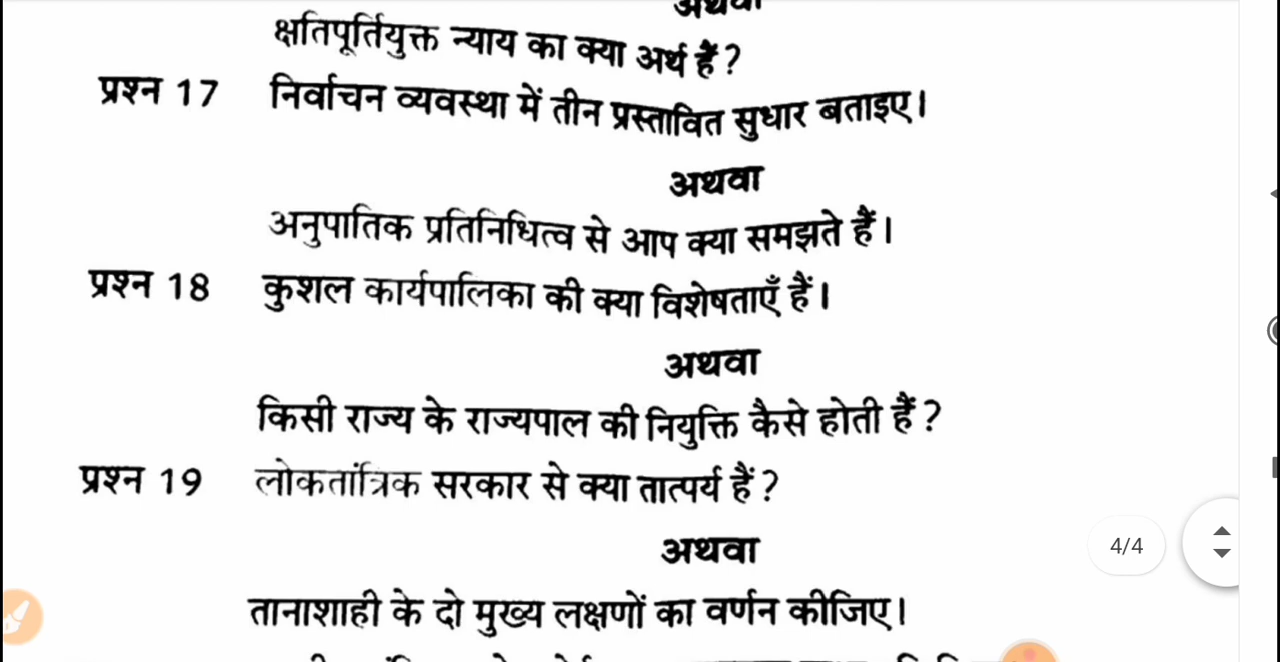 अथवा
क्षतिपूर्तियुक्त न्याय का क्या अर्थ हैं?
प्रश्न 17 निर्वाचन व्यवस्था में तीन प्रस्तावित सुधार बताइए।
अथवा
अनुपातिक प्रतिनिधित्व से आप क्या समझते हैं।
प्रश्न 18 कुशल कार्यपालिका की क्या विशेषताएँ हैं।
अथवा
किसी राज्य के राज्यपाल की नियुक्ति कैसे होती हैं?
प्रश्न 19 लोकतांत्रिक सरकार से क्या तात्पर्य हैं?
4/4
अथवा
तानाशाही के दो मुख्य लक्षणों का वर्णन कीजिए।